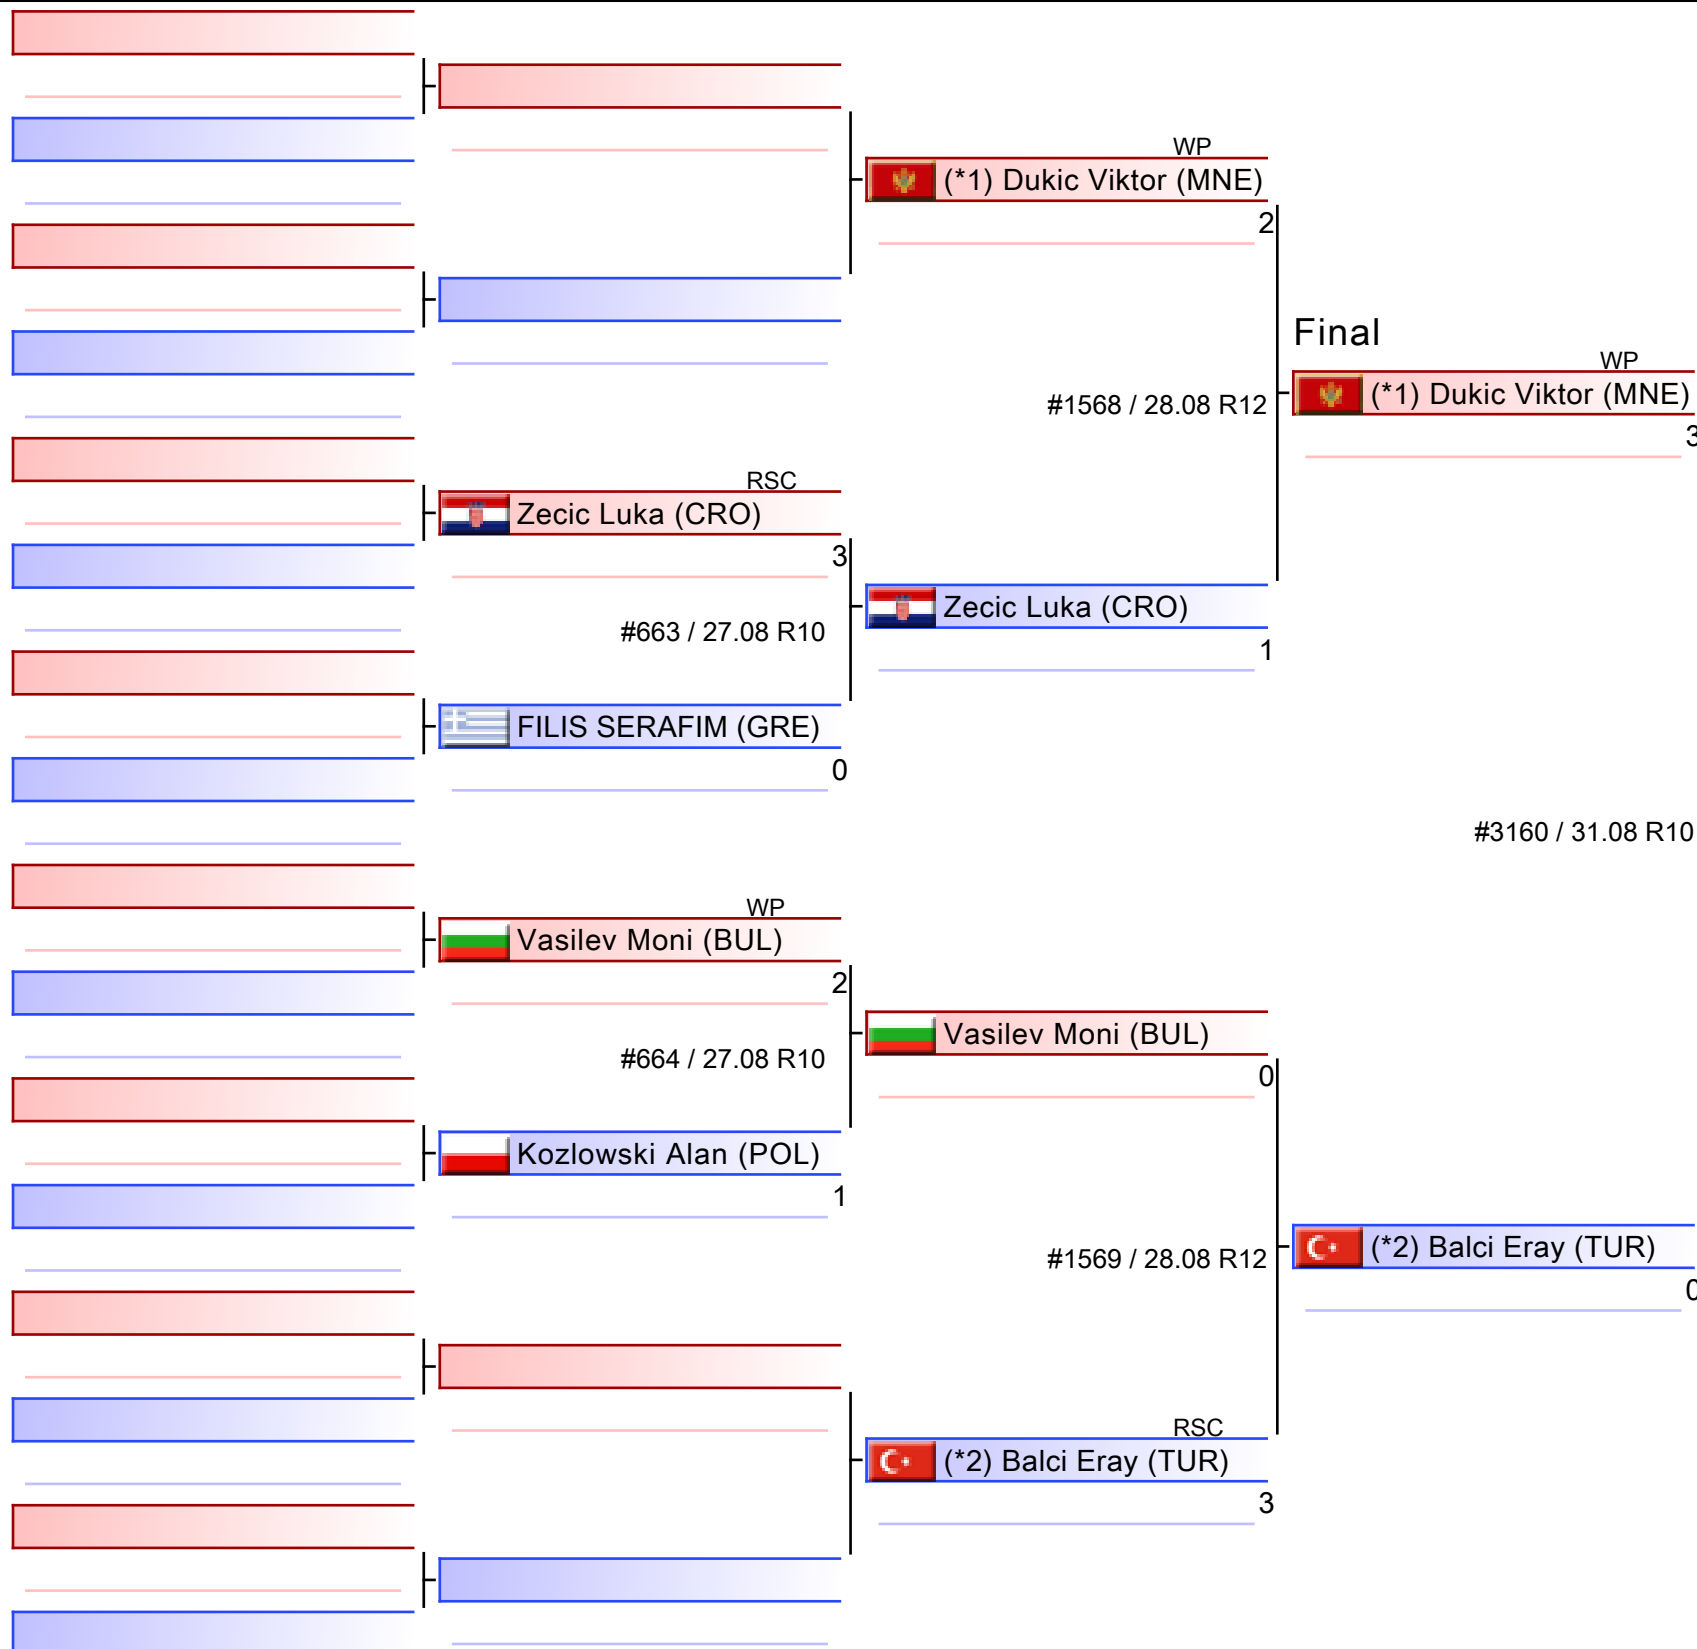 WP
(*1) Dukic Viktor (MNE)
2
Final
WP
#1568 / 28.08 R12
(*1) Dukic Viktor (MNE)
3
RSC
Zecic Luka (CRO)
3
Zecic Luka (CRO)
#663 / 27.08 R10
1
FILIS SERAFIM (GRE)
0
#3160 / 31.08 R10
WP
Vasilev Moni (BUL)
2
Vasilev Moni (BUL)
#664 / 27.08 R10
0
Kozlowski Alan (POL)
1
#1569 / 28.08 R12
(*2) Balci Eray (TUR)
0
RSC
(*2) Balci Eray (TUR)
3